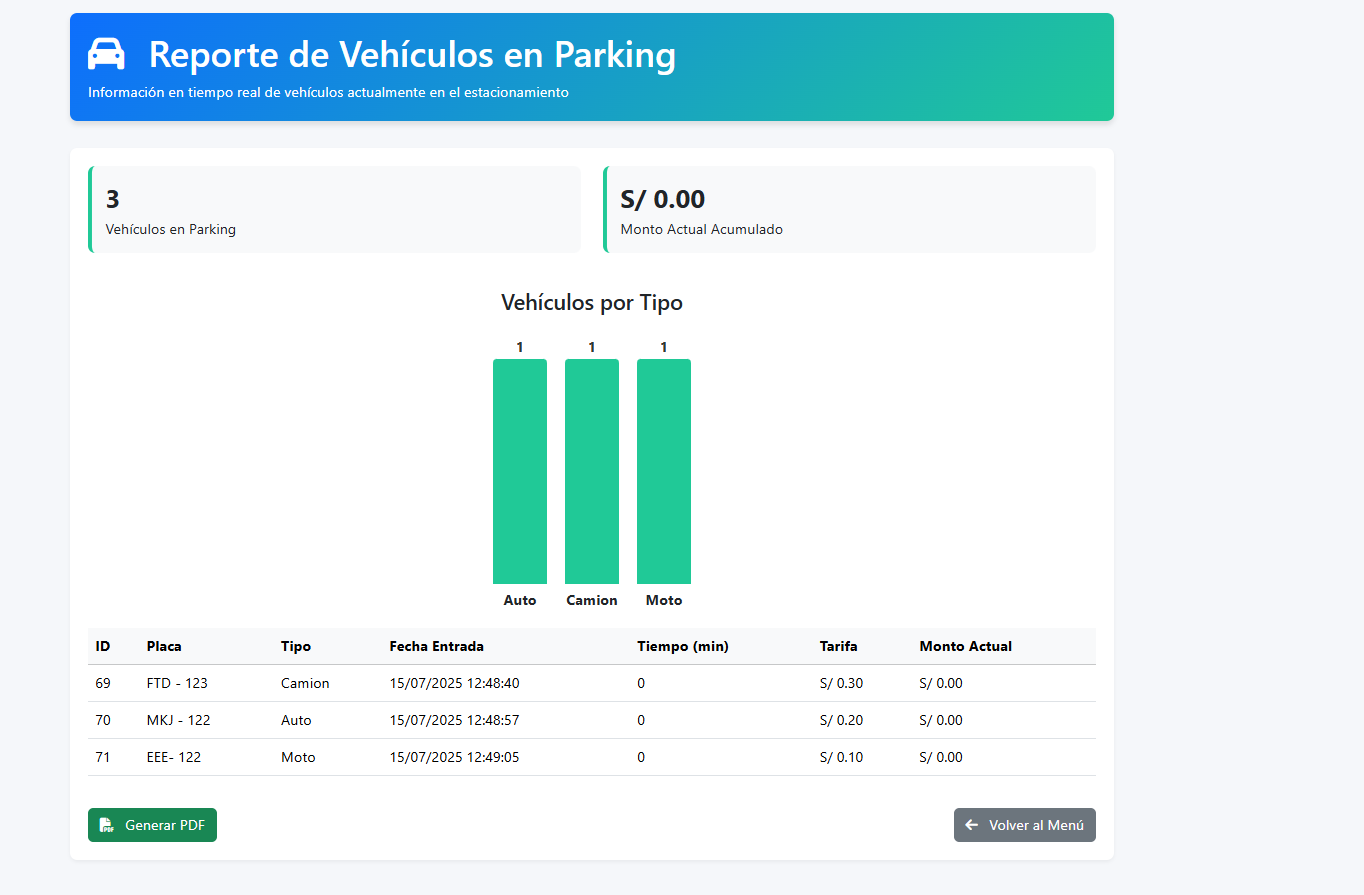 Reporte de Vehículos en Parking
Información en tiempo real de vehículos actualmente en el estacionamiento
3
Vehículos en Parking
S/ 0.00
Monto Actual Acumulado
Vehículos por Tipo
1 1 1
Auto Camion Moto
ID Placa Tipo Fecha Entrada Tiempo (min) Tarifa Monto Actual
69 FTD - 123 Camion 15/07/2025 12:48:40 0 S/ 0.30 S/ 0.00
70 MKJ - 122 Auto 15/07/2025 12:48:57 0 S/ 0.20 S/ 0.00
71 EEE- 122 Moto 15/07/2025 12:49:05 0 S/ 0.10 S/ 0.00
PDF Generar PDF
Volver al Menú